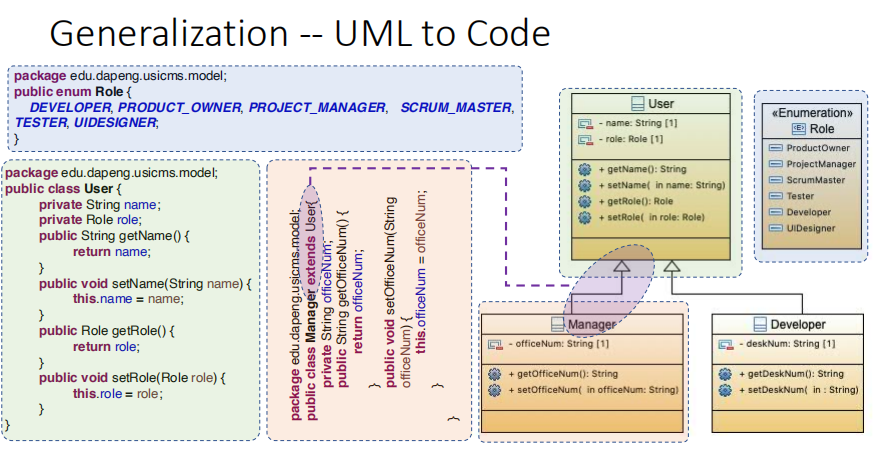 Generalization -- UML to Code
package edu.dapeng.usicms.model;
public enum Role {
DEVELOPER, PRODUCT_OWNER, PROJECT_MANAGER, SCRUM_MASTER,
TESTER, UIDESIGNER;
}
package edu.dapeng.usicms.model;
public class User {
private String name;
private Role role;
public String getName() {
return name;
}
public void setName(String name) {
this.name = name;
}
public Role getRole() {
return role;
}
public void setRole(Role role) {
this.role = role;
}
}
package edu.dapeng.usicms.model;
public class Manager extends User{
private String officeNum;
public String getOfficeNum() {
return officeNum;
}
public void setOfficeNum(String
officeNum) {
this.officeNum = officeNum;
}
}
User
- name: String [1]
- role: Role [1]
+ getName(): String
+ setName( in name: String)
+ getRole(): Role
+ setRole( in role: Role)
«Enumeration»
<E> Role
ProductOwner
ProjectManager
ScrumMaster
Tester
Developer
UIDesigner
Manager
- officeNum: String [1]
+ getOfficeNum(): String
+ setOfficeNum( in officeNum: String)
Developer
- deskNum: String [1]
+ getDeskNum(): String
+ setDeskNum( in : String)